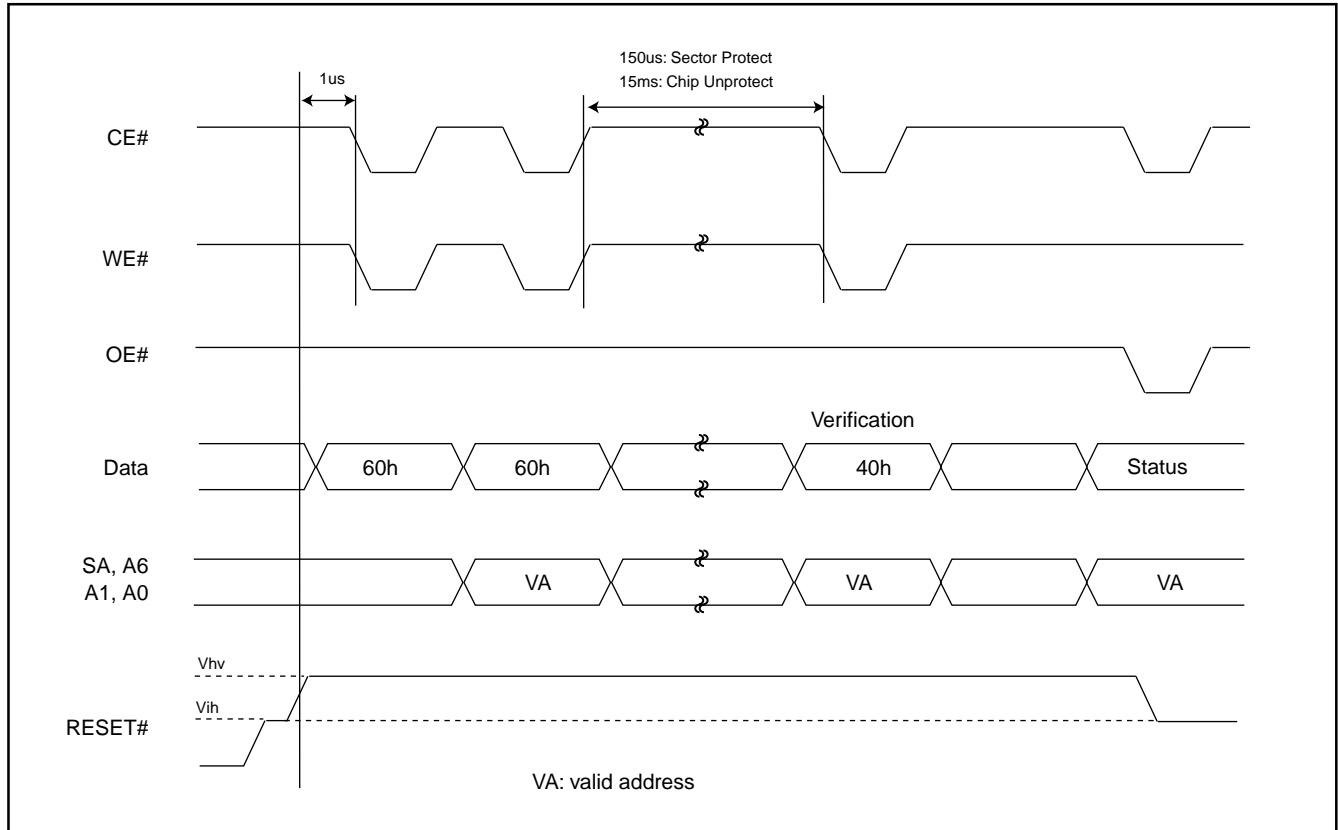 150us: Sector Protect
15ms: Chip Unprotect
1us
CE#
WE#
OE#
Verification
Data
60h
60h
40h
Status
SA, A6
A1, A0
VA
VA
VA
Vhv
Vih
RESET#
VA: valid address